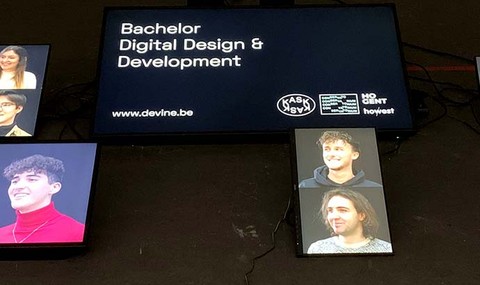 Bachelor
Digital Design &
Development
www.devine.be
KASK
HO
GENT
howest